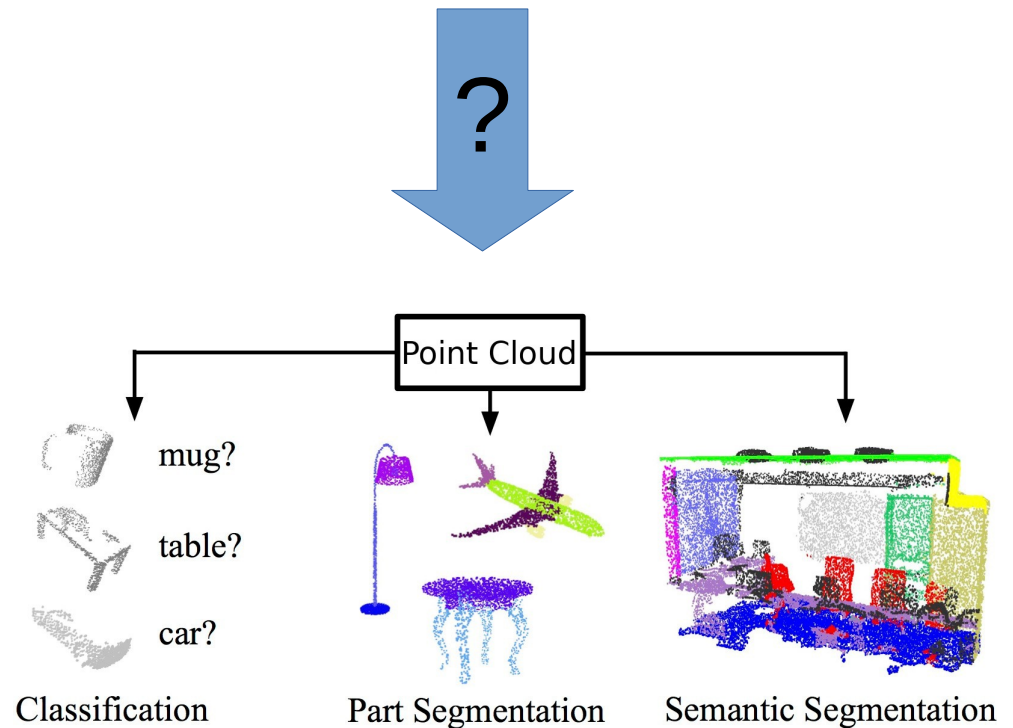 ?
Point Cloud
mug?
table?
car?
Classification
Part Segmentation
Semantic Segmentation